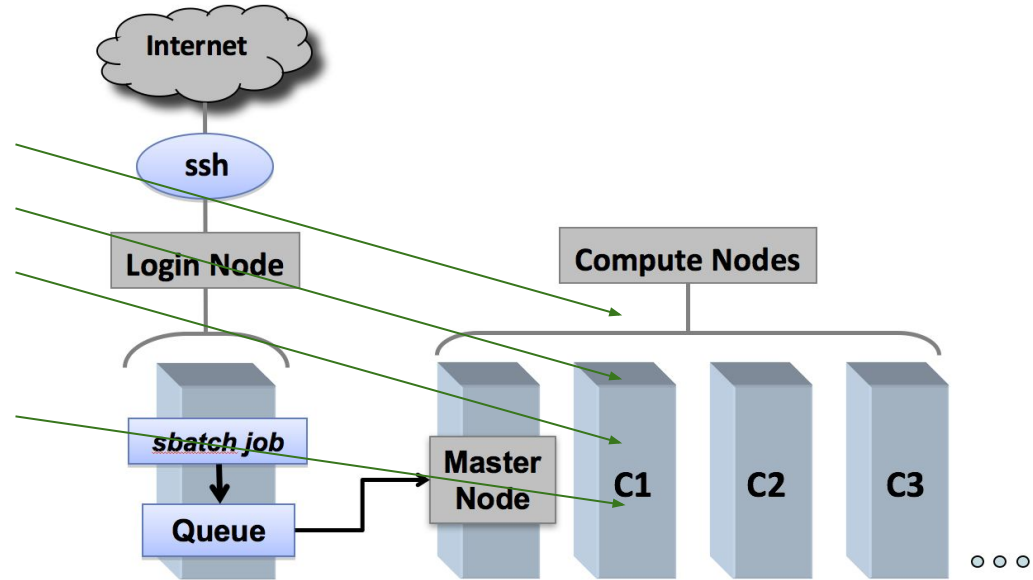 Internet
ssh
Login Node
Compute Nodes
sbatch job
Queue
Master
Node
C1
C2
C3